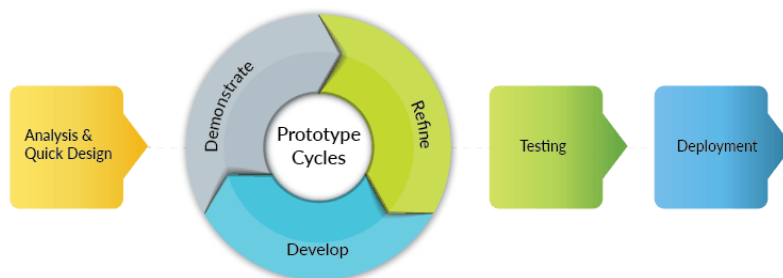 Analysis &
Quick Design
Demonstrate
Prototype
Cycles
Refine
Develop
Testing
Deployment